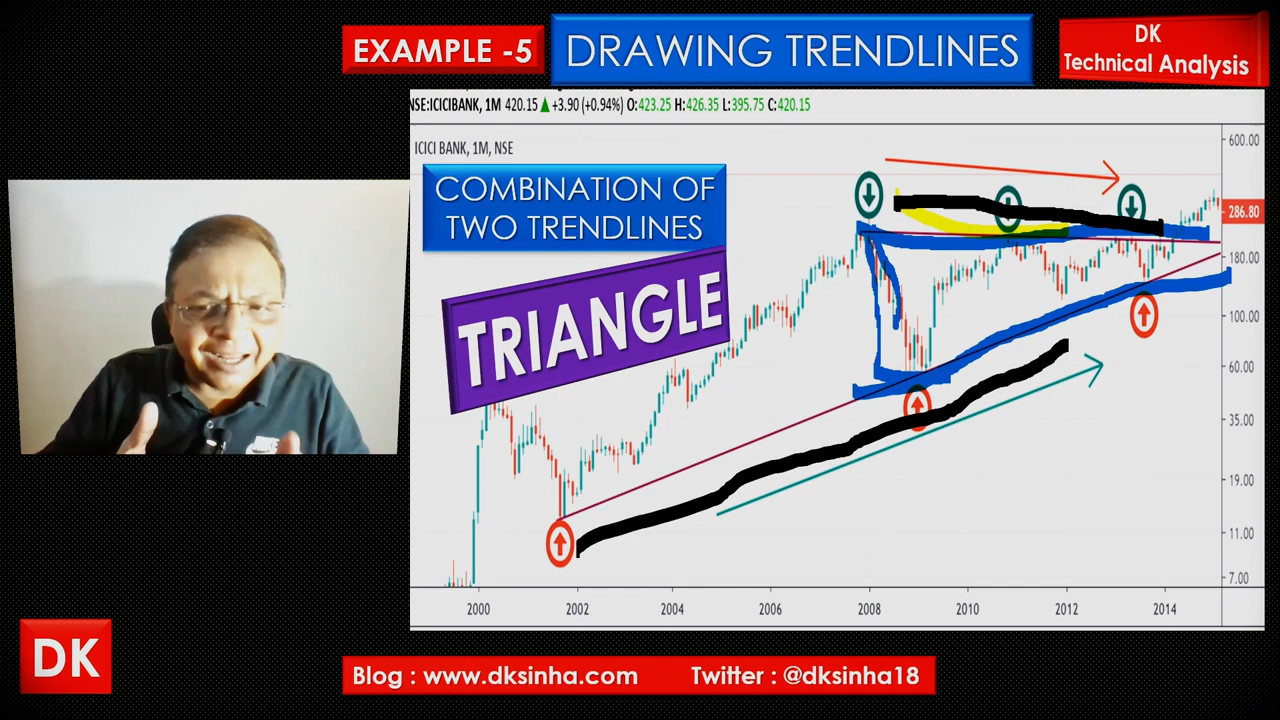 EXAMPLE -5
DRAWING TRENDLINES
DK
Technical Analysis
NSE:ICICIBANK, 1M 420.15 ▲ +3.90 (+0.94%) O:423.25 H:426.35 L:395.75 C:420.15
ICICI BANK, 1M, NSE
COMBINATION OF
TWO TRENDLINES
TRIANGLE
600.00
286.80
180.00
100.00
60.00
35.00
19.00
11.00
7.00
2000 2002 2004 2006 2008 2010 2012 2014
DK
Blog : www.dksinha.com Twitter : @dksinha18